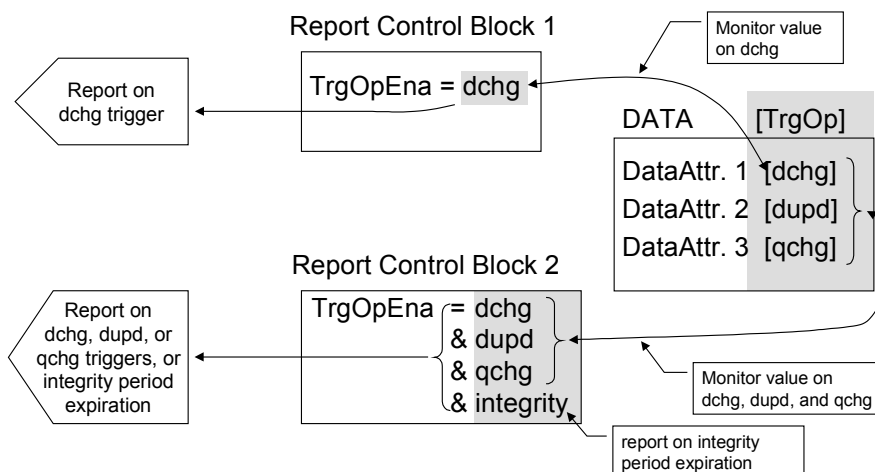 Report Control Block 1
Monitor value
on dchg
Report on
dchg trigger
TrgOpEna = dchg
DATA [TrgOp]
DataAttr. 1 [dchg]
DataAttr. 2 [dupd]
DataAttr. 3 [qchg]
Report Control Block 2
Report on
dchg, dupd, or
qchg triggers, or
integrity period
expiration
TrgOpEna = dchg
& dupd
& qchg
& integrity
Monitor value on
dchg, dupd, and qchg
report on integrity
period expiration